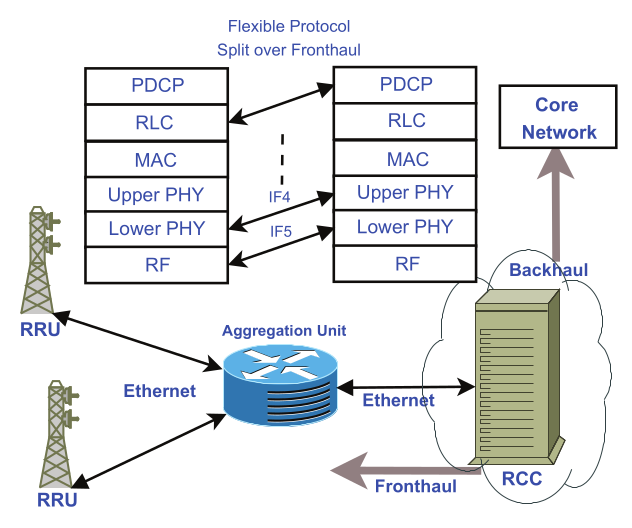 Flexible Protocol
Split over Fronthaul
PDCP
RLC
MAC
Upper PHY
Lower PHY
RF
IF4
IF5
PDCP
RLC
MAC
Upper PHY
Lower PHY
RF
Core
Network
Backhaul
RRU
Aggregation Unit
Ethernet
Ethernet
RRU
Fronthaul
RCC